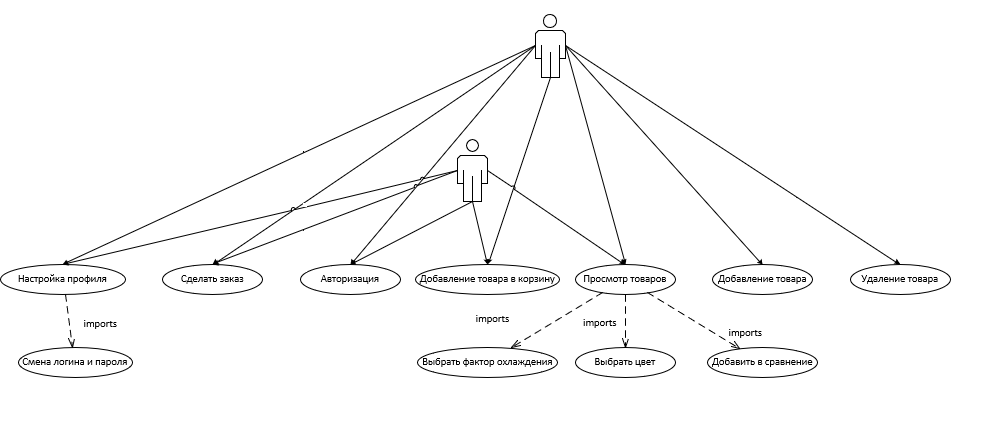 Настройка профиля
Сделать заказ
Авторизация
Добавление товара в корзину
Просмотр товаров
Добавление товара
Удаление товара
imports
imports
imports
imports
Смена логина и пароля
Выбрать фактор охлаждения
Выбрать цвет
Добавить в сравнение